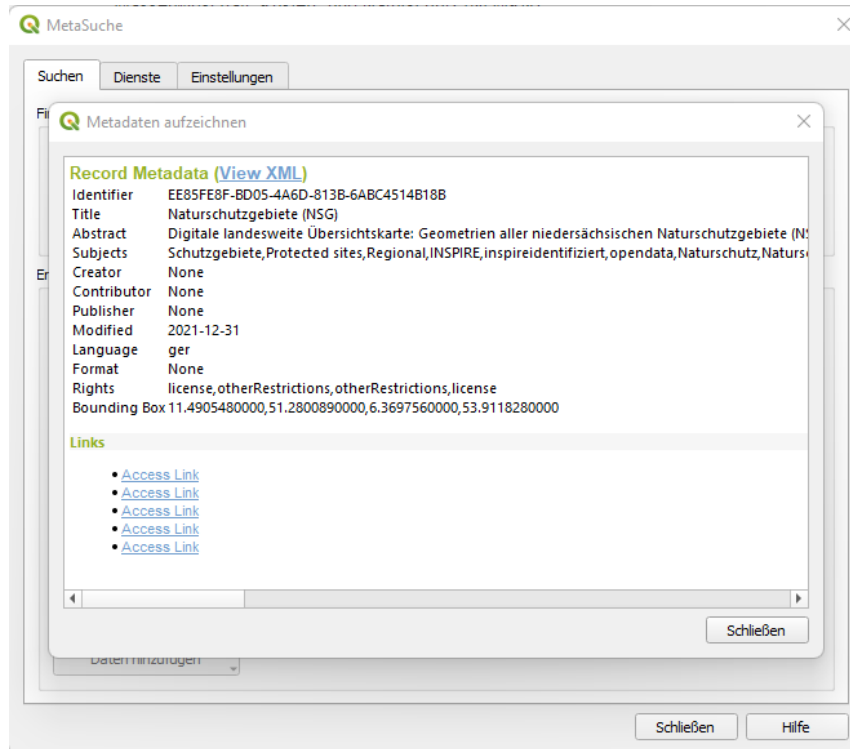 MetaSuche
Suchen Dienste Einstellungen
Metadaten aufzeichnen
Record Metadata (View XML)
Identifier EE85FE8F-BD05-4A6D-813B-6ABC4514B18B
Title Naturschutzgebiete (NSG)
Abstract Digitale landesweite Übersichtskarte: Geometrien aller niedersächsischen Naturschutzgebiete
Subjects Schutzgebiete,Protected sites,Regional,INSPIRE,inspireidentifiziert,opendata,Naturschutz,
Creator None
Contributor None
Publisher None
Modified 2021-12-31
Language ger
Format None
Rights license,otherRestrictions,otherRestrictions,license
Bounding Box 11.4905480000,51.2800890000,6.3697560000,53.9118280000
Links
• Access Link
• Access Link
• Access Link
• Access Link
• Access Link
Schließen
Daten hinzufügen
Schließen Hilfe